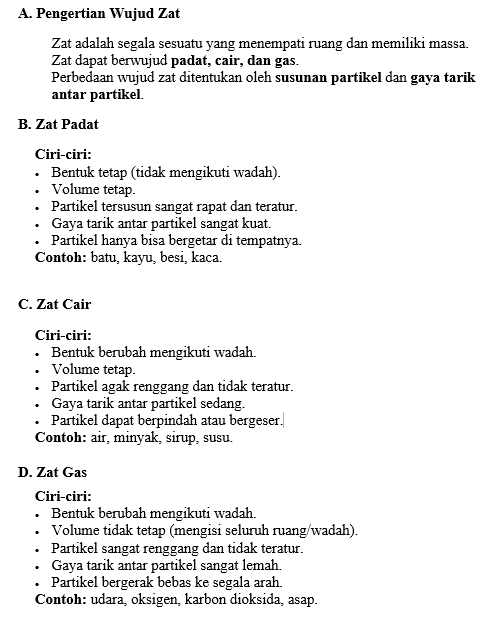 A. Pengertian Wujud Zat
Zat adalah segala sesuatu yang menempati ruang dan memiliki massa.
Zat dapat berwujud padat, cair, dan gas.
Perbedaan wujud zat ditentukan oleh susunan partikel dan gaya tarik
antar partikel.
B. Zat Padat
Ciri-ciri:
• Bentuk tetap (tidak mengikuti wadah).
• Volume tetap.
• Partikel tersusun sangat rapat dan teratur.
• Gaya tarik antar partikel sangat kuat.
• Partikel hanya bisa bergetar di tempatnya.
Contoh: batu, kayu, besi, kaca.
C. Zat Cair
Ciri-ciri:
• Bentuk berubah mengikuti wadah.
• Volume tetap.
• Partikel agak renggang dan tidak teratur.
• Gaya tarik antar partikel sedang.
• Partikel dapat berpindah atau bergeser.
Contoh: air, minyak, sirup, susu.
D. Zat Gas
Ciri-ciri:
• Bentuk berubah mengikuti wadah.
• Volume tidak tetap (mengisi seluruh ruang/wadah).
• Partikel sangat renggang dan tidak teratur.
• Gaya tarik antar partikel sangat lemah.
• Partikel bergerak bebas ke segala arah.
Contoh: udara, oksigen, karbon dioksida, asap.